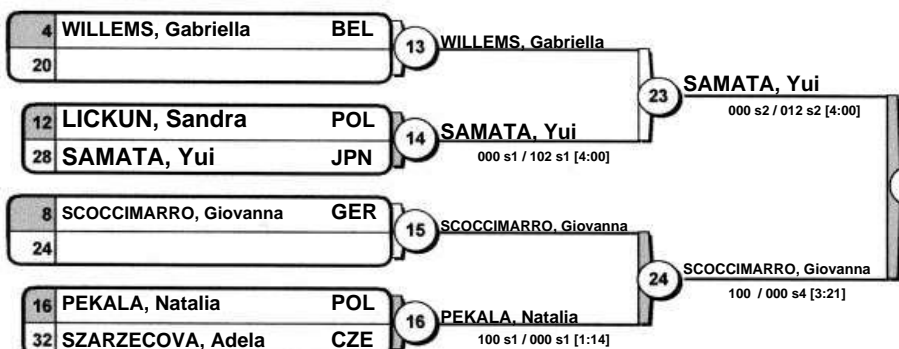 4 WILLEMS, Gabriella BEL
20
13
WILLEMS, Gabriella
12 LICKUN, Sandra POL
28 SAMATA, Yui JPN
14
SAMATA, Yui
000 s1 / 102 s1 [4:00]
23
SAMATA, Yui
000 s2 / 012 s2 [4:00]
8 SCOCCIMARRO, Giovanna GER
24
15
SCOCCIMARRO, Giovanna
16 PEKALA, Natalia POL
32 SZARZECOVA, Adela CZE
16
PEKALA, Natalia
100 s1 / 000 s1 [1:14]
24
SCOCCIMARRO, Giovanna
100 / 000 s4 [3:21]